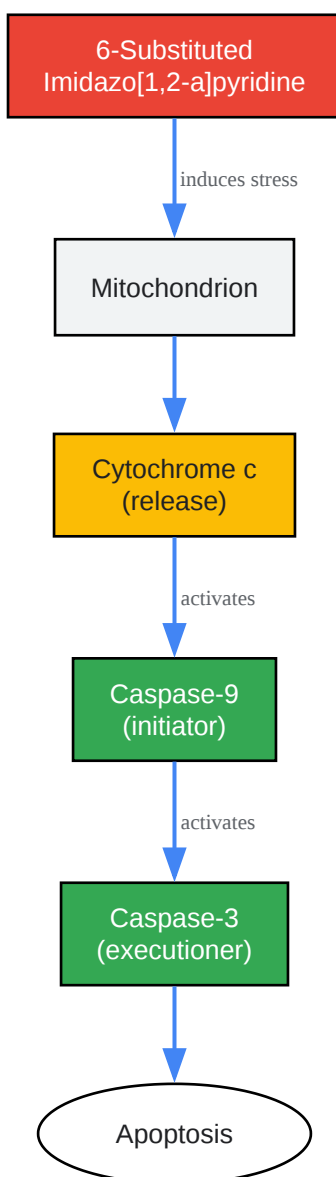 6-Substituted
Imidazo[1,2-a]pyridine
induces stress
Mitochondrion
Cytochrome c
(release)
activates
Caspase-9
(initiator)
activates
Caspase-3
(executioner)
Apoptosis